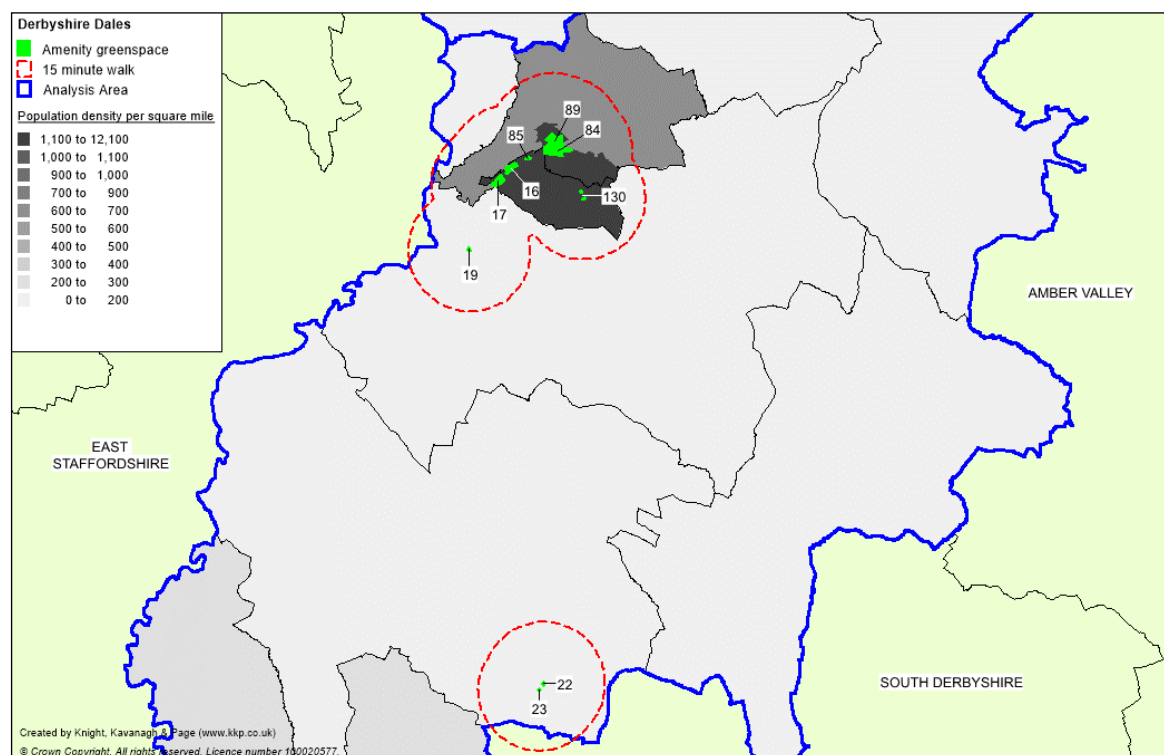 Derbyshire Dales
Amenity greenspace
15 minute walk
Analysis Area
Population density per square mile
1,100 to 12,100
1,000 to 1,100
900 to 1,000
700 to 900
600 to 700
500 to 600
400 to 500
300 to 400
200 to 300
0 to 200
89
85
84
16
130
17
19
AMBER VALLEY
EAST
STAFFORDSHIRE
22
SOUTH DERBYSHIRE
23
Created by Knight, Kavanagh & Page (www.kkp.co.uk)
© Crown Copyright. All rights reserved. Licence number 100020577.